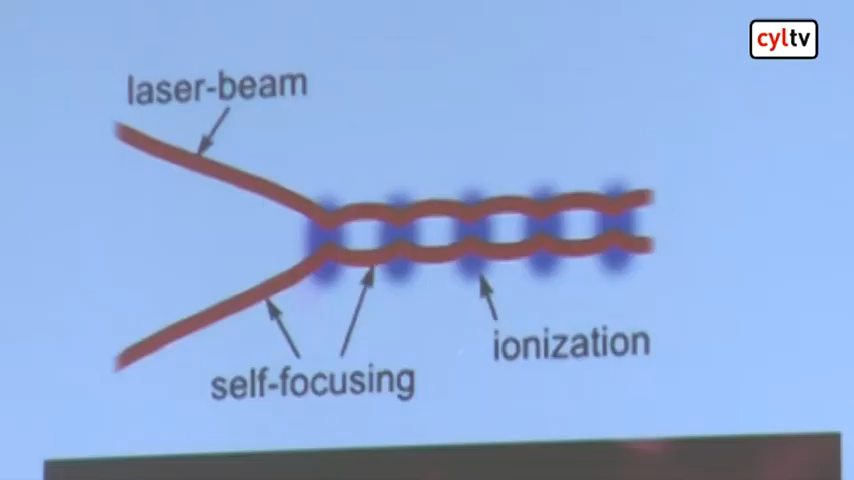 cyltv
laser-beam
ionization
self-focusing